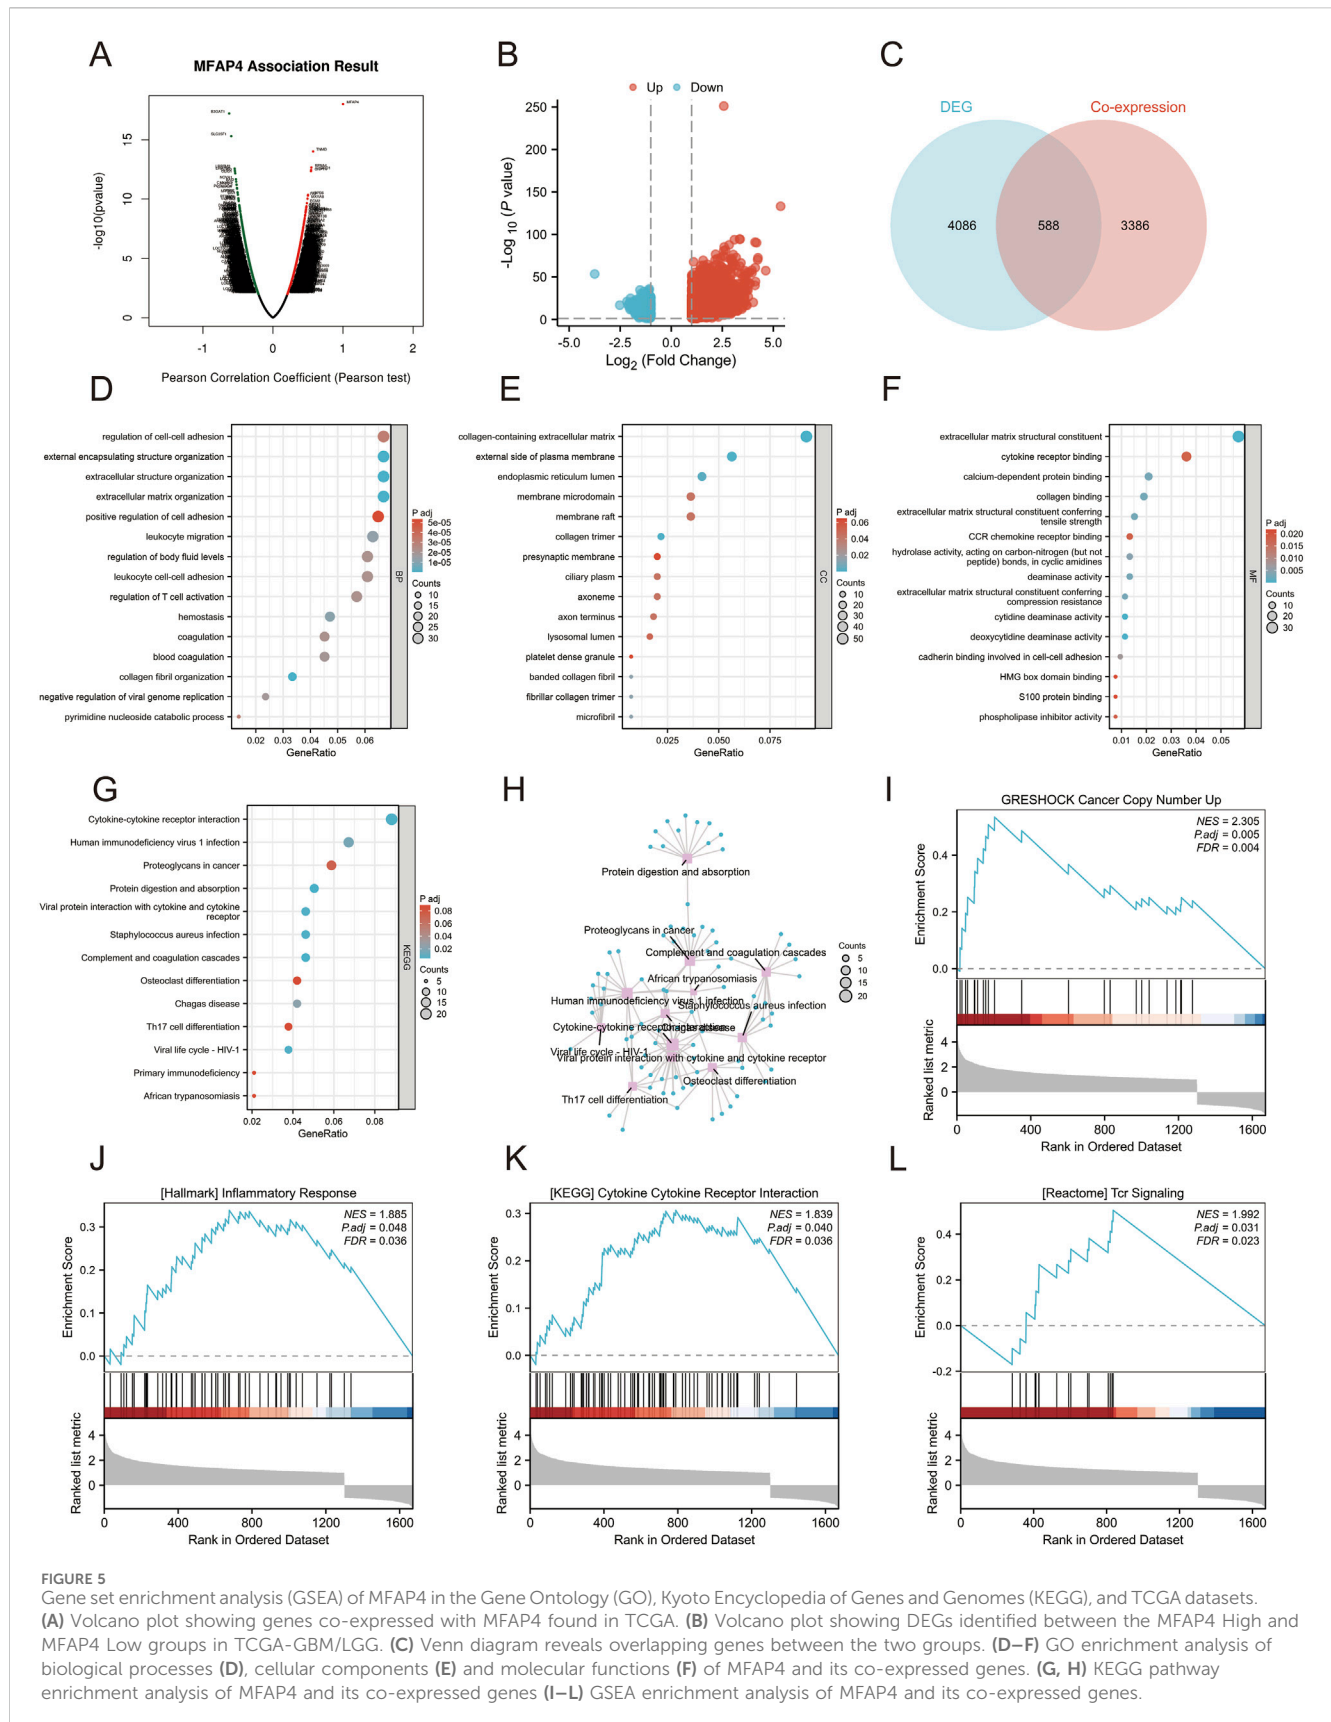 A
MFAP4 Association Result
MFAP4
TNMD
15
10
5
0
-log10(pvalue)
-1
0
1
2
Pearson Correlation Coefficient (Pearson test)
B
Up
Down
250
200
150
100
50
0
-Log 10 (P value)
-5.0
-2.5
0.0
2.5
5.0
Log2 (Fold Change)
C
DEG
Co-expression
4086
588
3386
D
regulation of cell-cell adhesion
external encapsulating structure organization
extracellular structure organization
extracellular matrix organization
positive regulation of cell adhesion
leukocyte migration
regulation of body fluid levels
leukocyte cell-cell adhesion
regulation of T cell activation
hemostasis
coagulation
blood coagulation
collagen fibril organization
negative regulation of viral genome replication
pyrimidine nucleoside catabolic process
0.02 0.03 0.04 0.05 0.06
GeneRatio
BP
P adj
5e-05
4e-05
3e-05
2e-05
1e-05
Counts
10
15
20
25
30
E
collagen-containing extracellular matrix
external side of plasma membrane
endoplasmic reticulum lumen
membrane microdomain
membrane raft
collagen trimer
presynaptic membrane
ciliary plasm
axoneme
axon terminus
lysosomal lumen
platelet dense granule
banded collagen fibril
fibrillar collagen trimer
microfibril
0.025 0.050 0.075
GeneRatio
CC
P adj
0.06
0.04
0.02
Counts
10
20
30
40
50
F
extracellular matrix structural constituent
cytokine receptor binding
calcium-dependent protein binding
collagen binding
extracellular matrix structural constituent conferring
tensile strength
CCR chemokine receptor binding
hydrolase activity, acting on carbon-nitrogen (but not
peptide) bonds, in cyclic amidines
deaminase activity
extracellular matrix structural constituent conferring
compression resistance
cytidine deaminase activity
deoxycytidine deaminase activity
cadherin binding involved in cell-cell adhesion
HMG box domain binding
S100 protein binding
phospholipase inhibitor activity
0.01 0.02 0.03 0.04 0.05
GeneRatio
MF
P adj
0.020
0.015
0.010
0.005
Counts
10
20
30
G
Cytokine-cytokine receptor interaction
Human immunodeficiency virus 1 infection
Proteoglycans in cancer
Protein digestion and absorption
Viral protein interaction with cytokine and cytokine
receptor
Staphylococcus aureus infection
Complement and coagulation cascades
Osteoclast differentiation
Chagas disease
Th17 cell differentiation
Viral life cycle - HIV-1
Primary immunodeficiency
African trypanosomiasis
0.02 0.04 0.06 0.08
GeneRatio
KEGG
P adj
0.08
0.06
0.04
0.02
Counts
5
10
15
20
H
Protein digestion and absorption
Proteoglycans in cancer
Complement and coagulation cascades
African trypanosomiasis
Human immunodeficiency virus 1 infection
Staphylococcus aureus infection
Cytokine-cytokine receptor interaction
Chagas disease
Viral life cycle - HIV-1
Viral protein interaction with cytokine and cytokine receptor
Osteoclast differentiation
Th17 cell differentiation
Counts
5
10
15
20
I
GRESHOCK Cancer Copy Number Up
NES = 2.305
P.adj = 0.005
FDR = 0.004
0.4
0.2
0.0
Enrichment Score
4
2
0
Ranked list metric
0 400 800 1200 1600
Rank in Ordered Dataset
J
[Hallmark] Inflammatory Response
NES = 1.885
P.adj = 0.048
FDR = 0.036
0.3
0.2
0.1
0.0
Enrichment Score
4
2
0
Ranked list metric
0 400 800 1200 1600
Rank in Ordered Dataset
K
[KEGG] Cytokine Cytokine Receptor Interaction
NES = 1.839
P.adj = 0.040
FDR = 0.036
0.3
0.2
0.1
0.0
Enrichment Score
4
2
0
Ranked list metric
0 400 800 1200 1600
Rank in Ordered Dataset
L
[Reactome] Tcr Signaling
NES = 1.992
P.adj = 0.031
FDR = 0.023
0.4
0.2
0.0
-0.2
Enrichment Score
4
2
0
Ranked list metric
0 400 800 1200 1600
Rank in Ordered Dataset
FIGURE 5
Gene set enrichment analysis (GSEA) of MFAP4 in the Gene Ontology (GO), Kyoto Encyclopedia of Genes and Genomes (KEGG), and TCGA datasets.
(A) Volcano plot showing genes co-expressed with MFAP4 found in TCGA. (B) Volcano plot showing DEGs identified between the MFAP4 High and
MFAP4 Low groups in TCGA-GBM/LGG. (C) Venn diagram reveals overlapping genes between the two groups. (D–F) GO enrichment analysis of
biological processes (D), cellular components (E) and molecular functions (F) of MFAP4 and its co-expressed genes. (G, H) KEGG pathway
enrichment analysis of MFAP4 and its co-expressed genes (I–L) GSEA enrichment analysis of MFAP4 and its co-expressed genes.